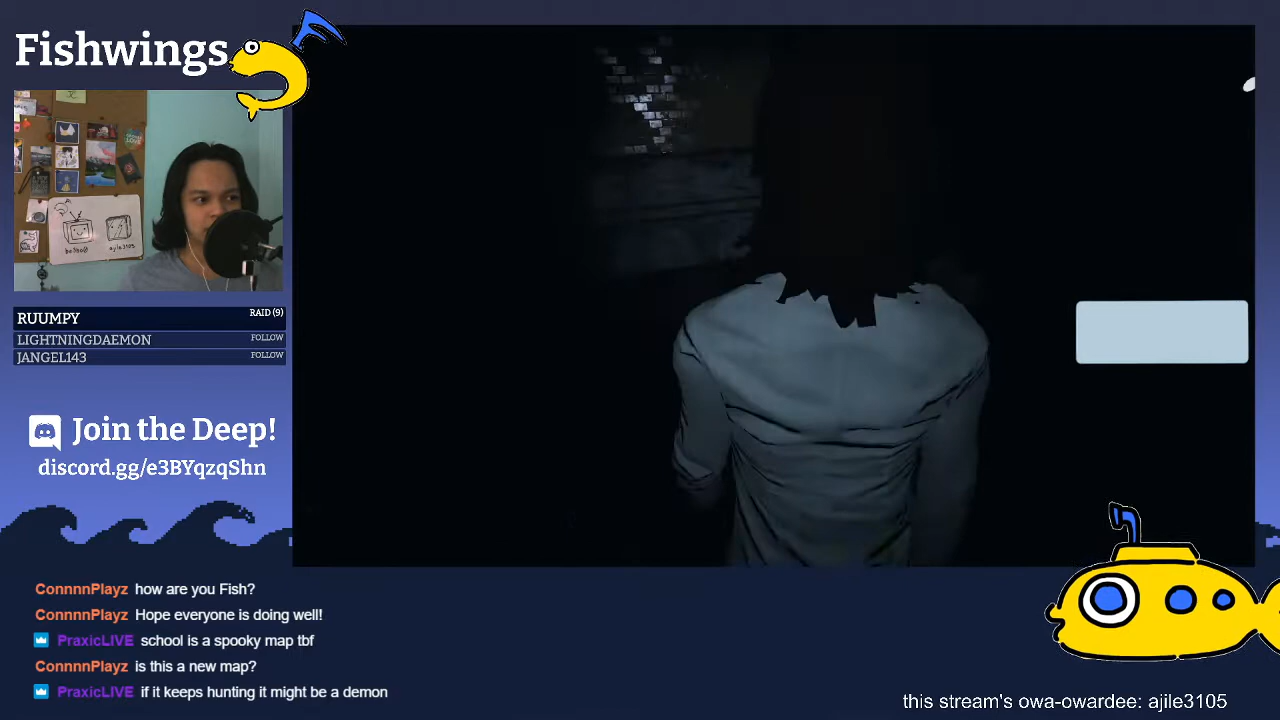 Fishwings
ajile3105
RUUMPY RAID (9)
LIGHTNINGDAEMON FOLLOW
JANGEL143 FOLLOW
Join the Deep!
discord.gg/e3BYqzqShn
ConnnnPlayz how are you Fish?
ConnnnPlayz Hope everyone is doing well!
PraxicLIVE school is a spooky map tbf
ConnnnPlayz is this a new map?
PraxicLIVE if it keeps hunting it might be a demon
this stream's owa-owardee: ajile3105